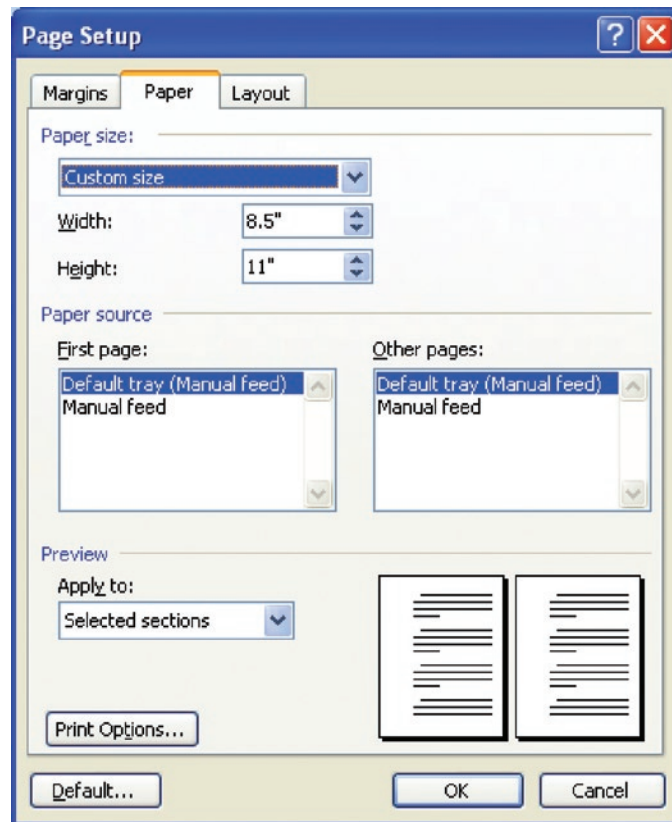 Page Setup
Margins Paper Layout
Paper size:
Custom size
Width: 8.5"
Height: 11"
Paper source
First page: Other pages:
Default tray (Manual feed) Default tray (Manual feed)
Manual feed Manual feed
Preview
Apply to:
Selected sections
Print Options...
Default... OK Cancel